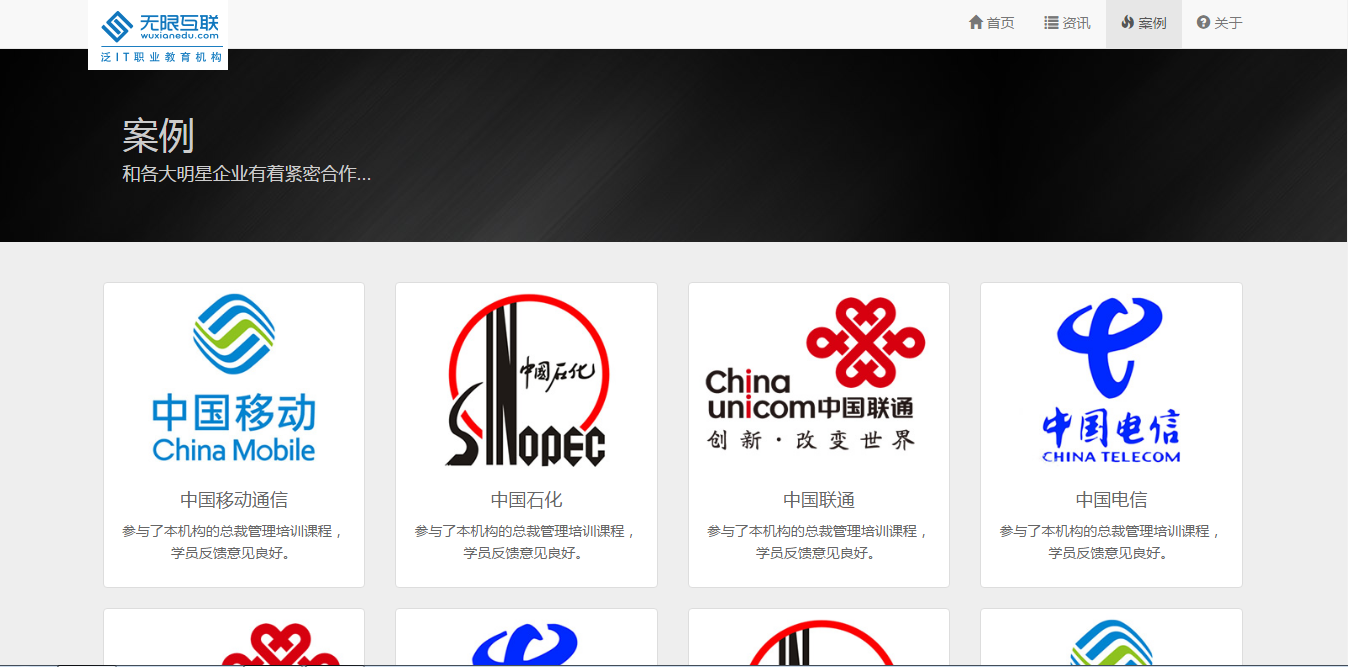 无限互联
wuxianedu.com
泛IT职业教育机构
首页 资讯 案例 关于
案例
和各大明星企业有着紧密合作...
中国移动
China Mobile
中国移动通信
参与了本机构的总裁管理培训课程，
学员反馈意见良好。
中國石化
SINOPEC
中国石化
参与了本机构的总裁管理培训课程，
学员反馈意见良好。
China
unicom中国联通
创新·改变世界
中国联通
参与了本机构的总裁管理培训课程，
学员反馈意见良好。
中国电信
CHINA TELECOM
中国电信
参与了本机构的总裁管理培训课程，
学员反馈意见良好。